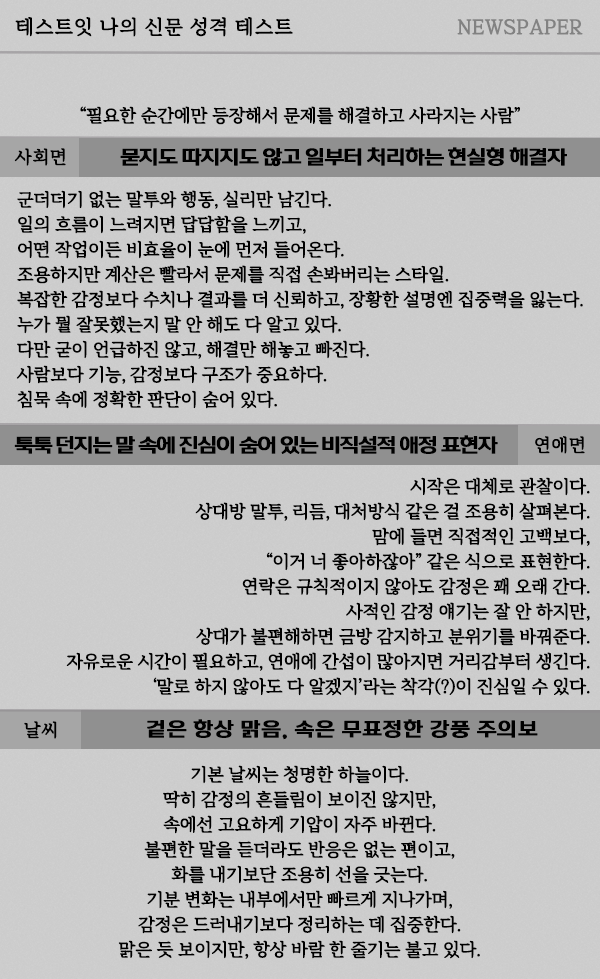 테스트잇 나의 신문 성격 테스트
NEWSPAPER
“필요한 순간에만 등장해서 문제를 해결하고 사라지는 사람”
사회면
묻지도 따지지도 않고 일부터 처리하는 현실형 해결자
군더더기 없는 말투와 행동, 실리만 남긴다.
일의 흐름이 느려지면 답답함을 느끼고,
어떤 작업이든 비효율이 눈에 먼저 들어온다.
조용하지만 계산은 빨라서 문제를 직접 손봐버리는 스타일.
복잡한 감정보다 수치나 결과를 더 신뢰하고, 장황한 설명엔 집중력을 잃는다.
누가 뭘 잘못했는지 말 안 해도 다 알고 있다.
다만 굳이 언급하진 않고, 해결만 해놓고 빠진다.
사람보다 기능, 감정보다 구조가 중요하다.
침묵 속에 정확한 판단이 숨어 있다.
툭툭 던지는 말 속에 진심이 숨어 있는 비직설적 애정 표현자
연애면
시작은 대체로 관찰이다.
상대방 말투, 리듬, 대처방식 같은 걸 조용히 살펴본다.
맘에 들면 직접적인 고백보다,
“이거 너 좋아하잖아” 같은 식으로 표현한다.
연락은 규칙적이지 않아도 감정은 꽤 오래 간다.
사적인 감정 얘기는 잘 안 하지만,
상대가 불편해하면 금방 감지하고 분위기를 바꿔준다.
자유로운 시간이 필요하고, 연애에 간섭이 많아지면 거리감부터 생긴다.
‘말로 하지 않아도 다 알겠지’라는 착각(?)이 진심일 수 있다.
날씨
겉은 항상 맑음, 속은 무표정한 강풍 주의보
기본 날씨는 청명한 하늘이다.
딱히 감정의 흔들림이 보이진 않지만,
속에선 고요하게 기압이 자주 바뀐다.
불편한 말을 듣더라도 반응은 없는 편이고,
화를 내기보단 조용히 선을 긋는다.
기분 변화는 내부에서만 빠르게 지나가며,
감정은 드러내기보다 정리하는 데 집중한다.
맑은 듯 보이지만, 항상 바람 한 줄기는 불고 있다.